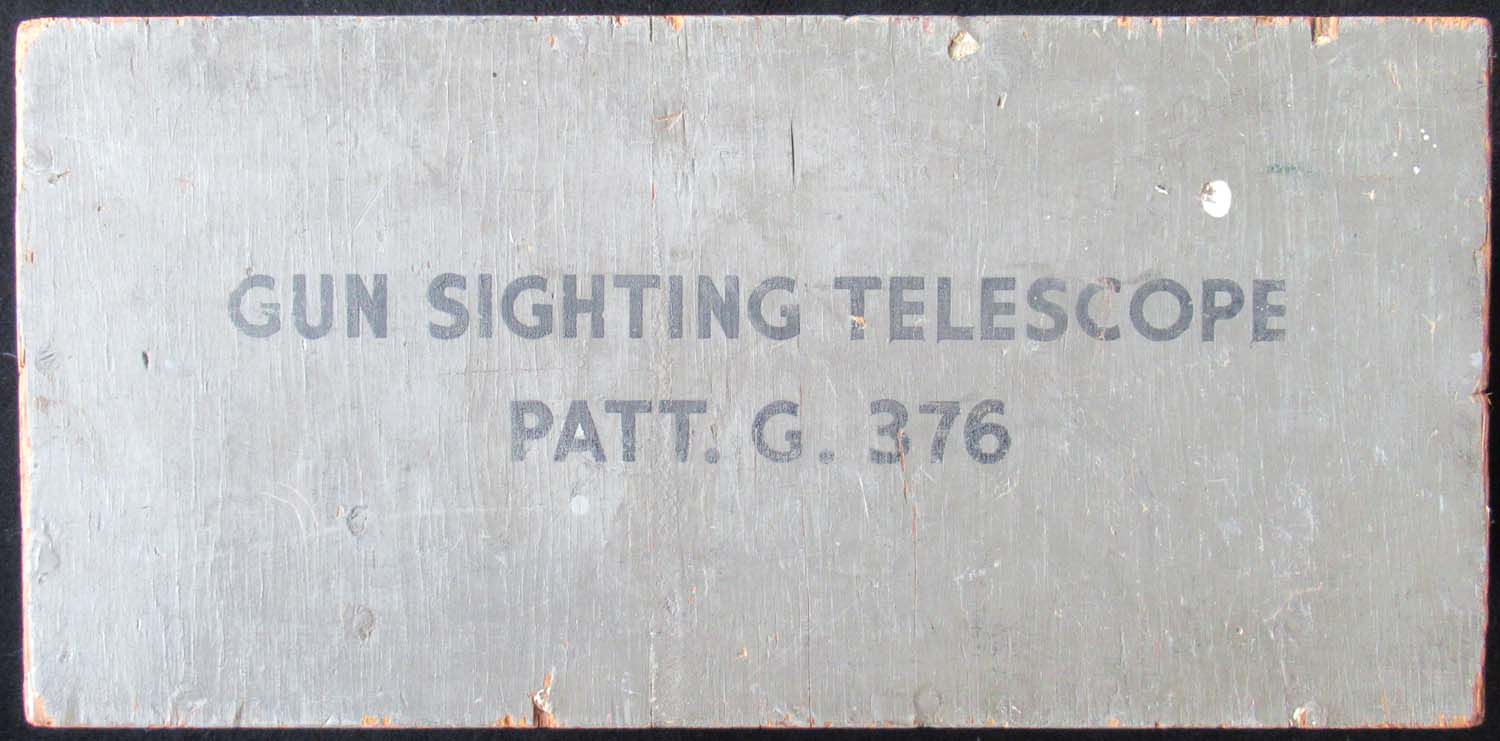 GUN SIGHTING TELESCOPE
PATT. G. 376